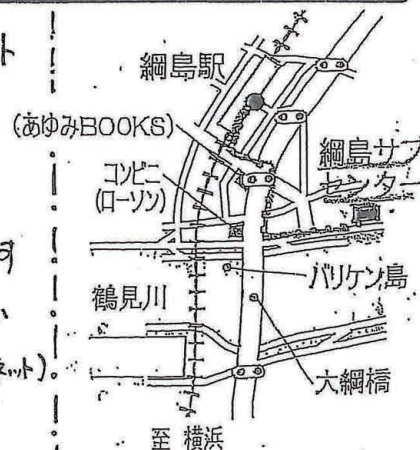 ト
綱島駅
(あゆみBOOKS)
綱島サブ
センター
コンビニ
(ローソン)
す
バリケン島
鶴見川
ット)。
大綱橋
至 横浜